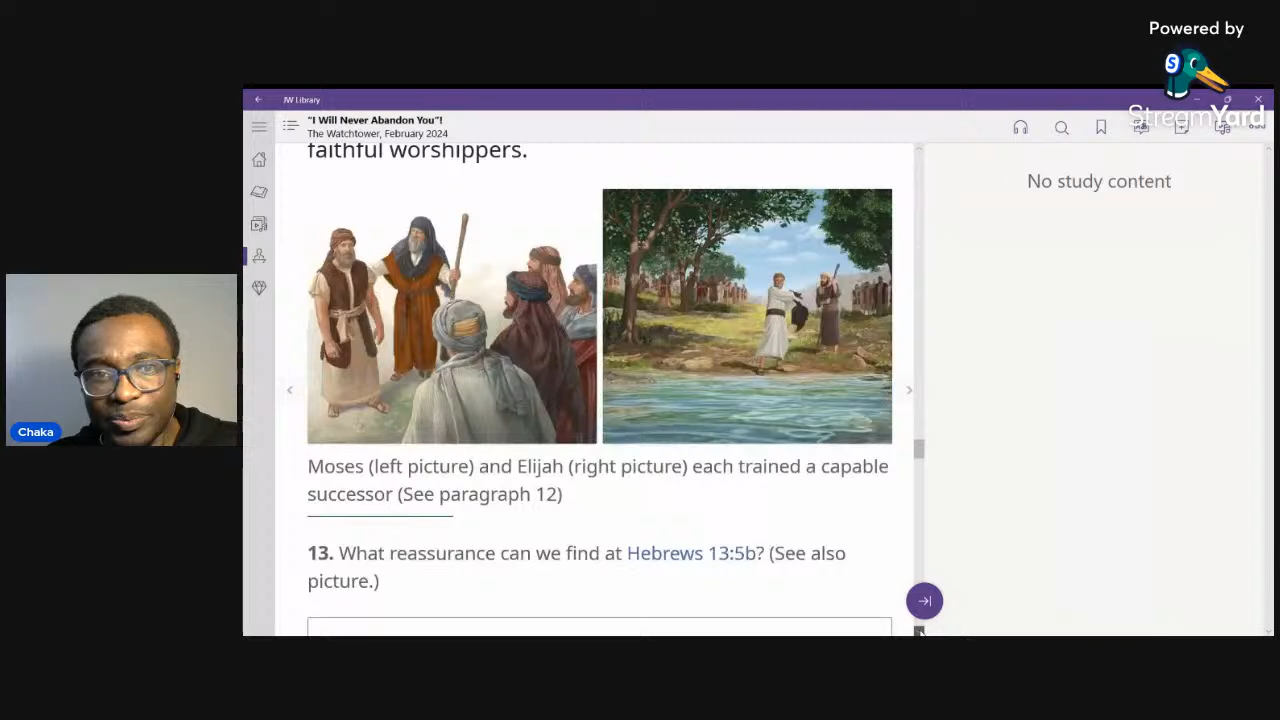 Powered by
StreamYard
JW Library
"I Will Never Abandon You"!
The Watchtower, February 2024
faithful worshippers.
No study content
Moses (left picture) and Elijah (right picture) each trained a capable
successor (See paragraph 12)
13. What reassurance can we find at Hebrews 13:5b? (See also
picture.)
Chaka